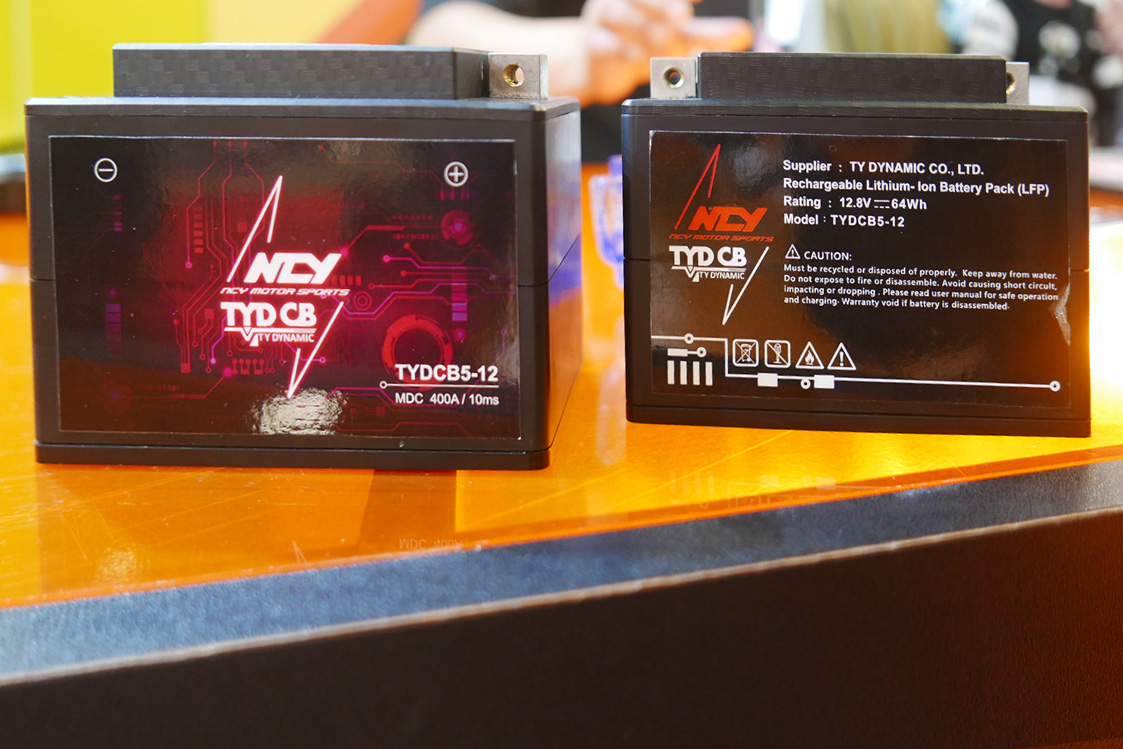 NCY
NCY MOTOR SPORTS
TYD CB
TY DYNAMIC
TYDCB5-12
MDC 400A / 10ms
NCY
NCY MOTOR SPORTS
TYD CB
TY DYNAMIC
Supplier : TY DYNAMIC CO., LTD.
Rechargeable Lithium- Ion Battery Pack (LFP)
Rating : 12.8V⎓64Wh
Model : TYDCB5-12
CAUTION:
Must be recycled or disposed of properly. Keep away from water.
Do not expose to fire or disassemble. Avoid causing short circuit,
impacting or dropping . Please read user manual for safe operation
and charging· Warranty void if battery is disassembled·